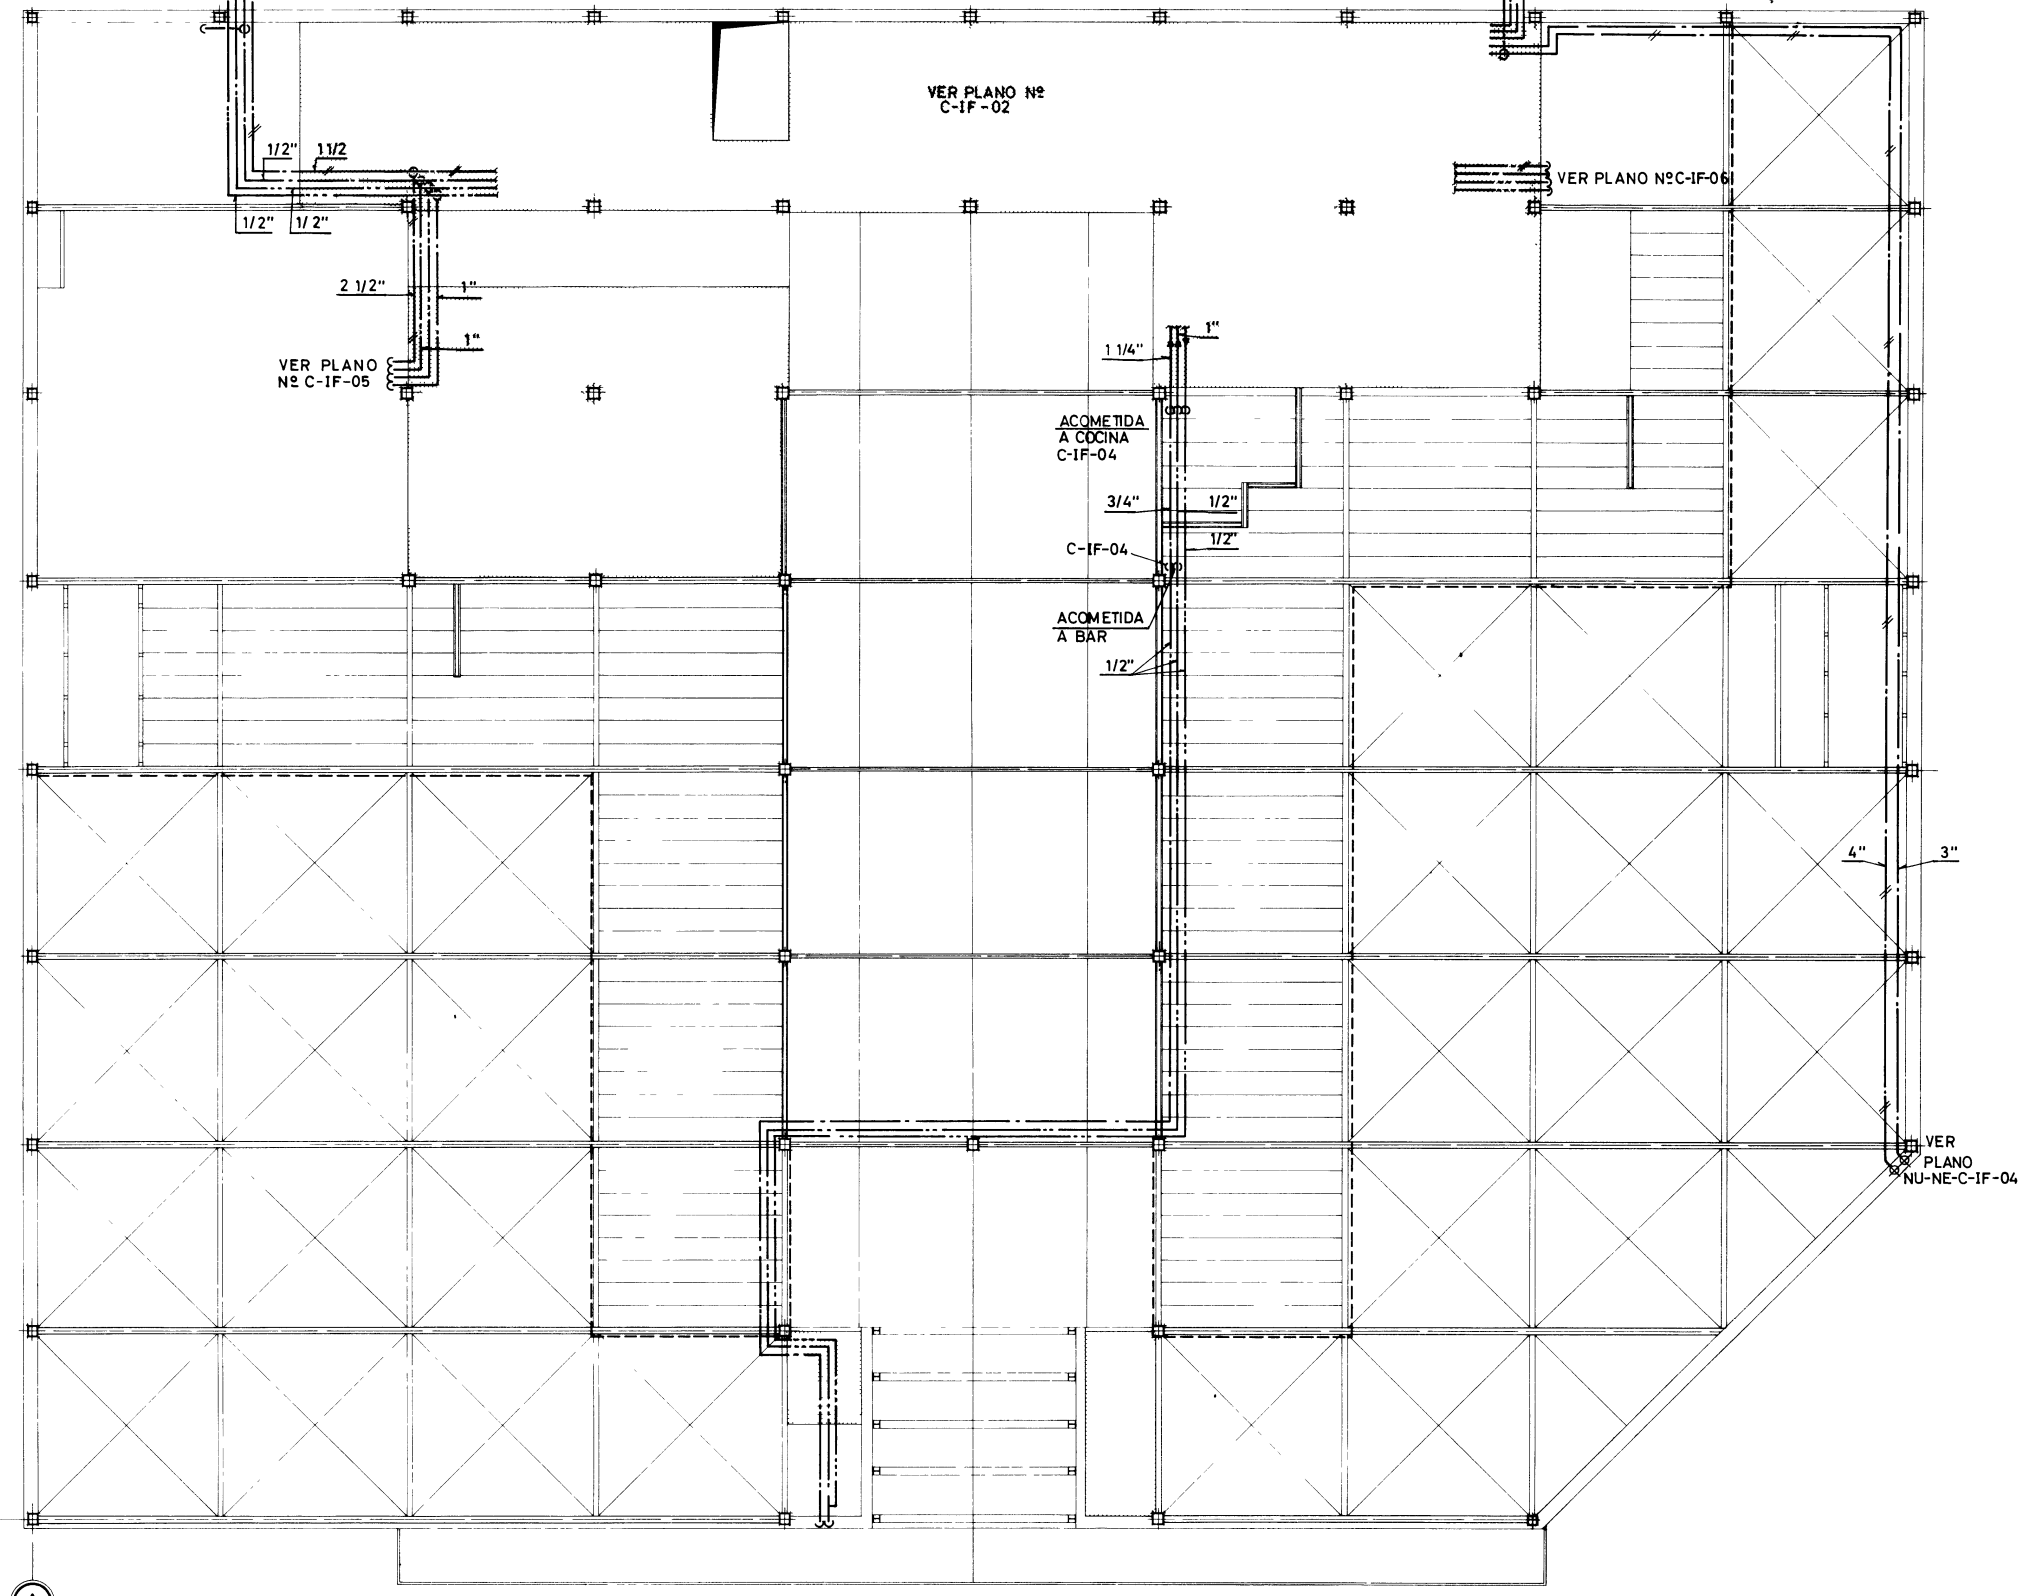 VER PLANO Nº
C-IF-02
1/2" 1 1/2
VER PLANO NºC-IF-06
1/2" 1/2"
2 1/2" 1"
1"
1"
1 1/4"
VER PLANO
Nº C-IF-05
ACOMETIDA
A COCINA
C-IF-04
3/4" 1/2"
1/2"
C-IF-04
ACOMETIDA
A BAR
1/2"
4" 3"
VER
PLANO
NU-NE-C-IF-04